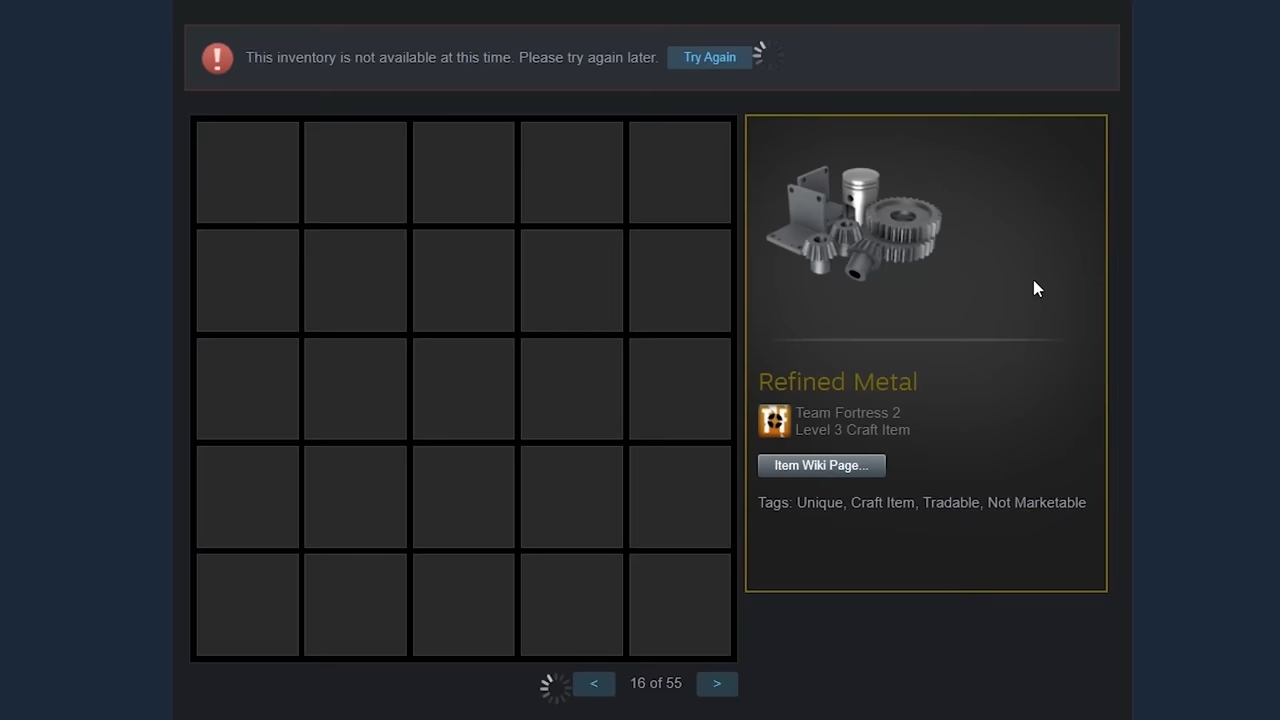 This inventory is not available at this time. Please try again later. Try Again
Refined Metal
Team Fortress 2
Level 3 Craft Item
Item Wiki Page...
Tags: Unique, Craft Item, Tradable, Not Marketable
< 16 of 55 >